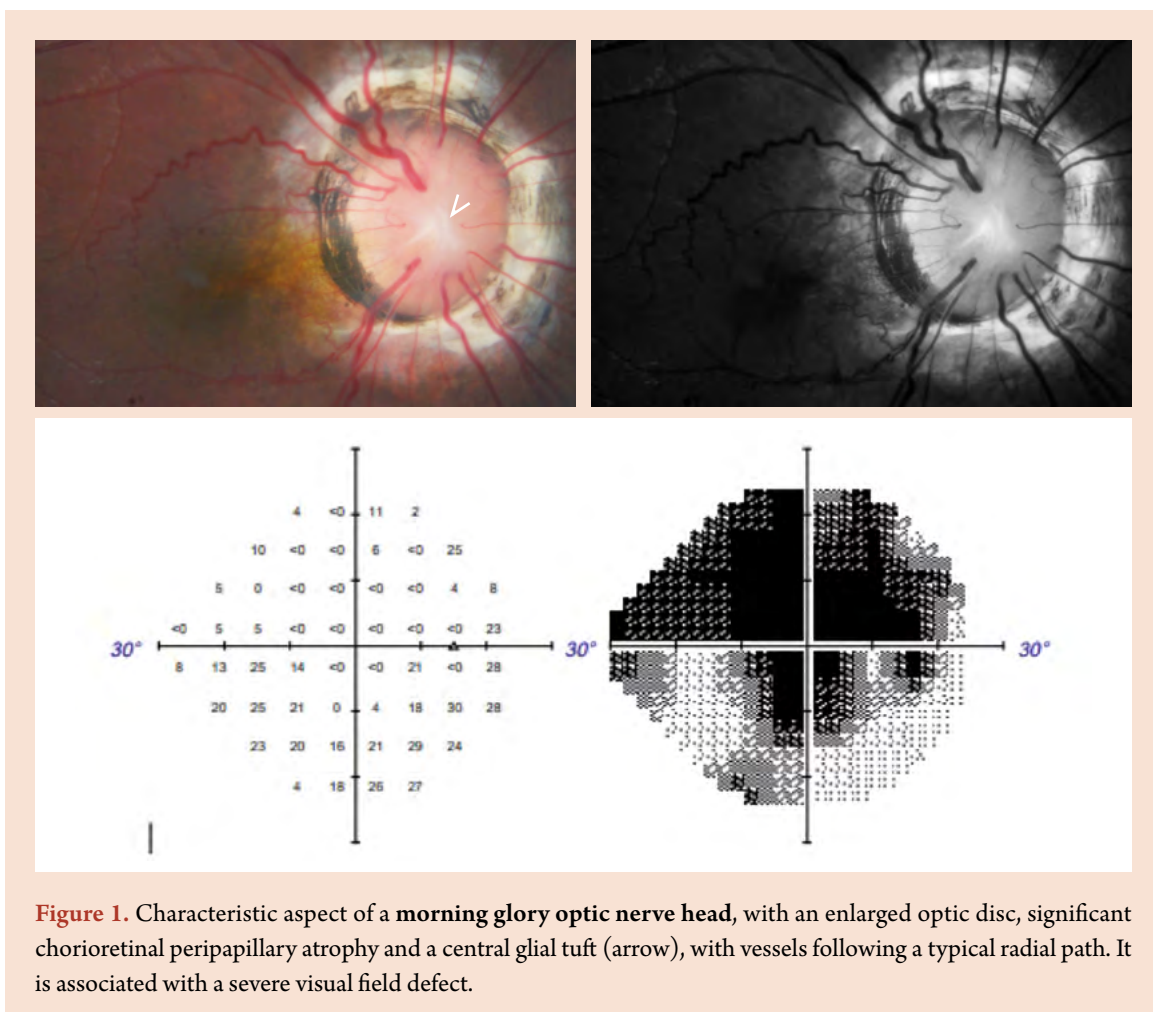 4 <0 11 2
10 <0 <0 6 <0 25
5 0 <0 <0 <0 <0 4 8
<0 5 5 <0 <0 <0 <0 <0 23
30° 30° 30°
8 13 25 14 <0 <0 21 <0 28
20 25 21 0 4 18 30 28
23 20 16 21 29 24
4 18 26 27
Figure 1. Characteristic aspect of a morning glory optic nerve head, with an enlarged optic disc, significant
chorioretinal peripapillary atrophy and a central glial tuft (arrow), with vessels following a typical radial path. It
is associated with a severe visual field defect.